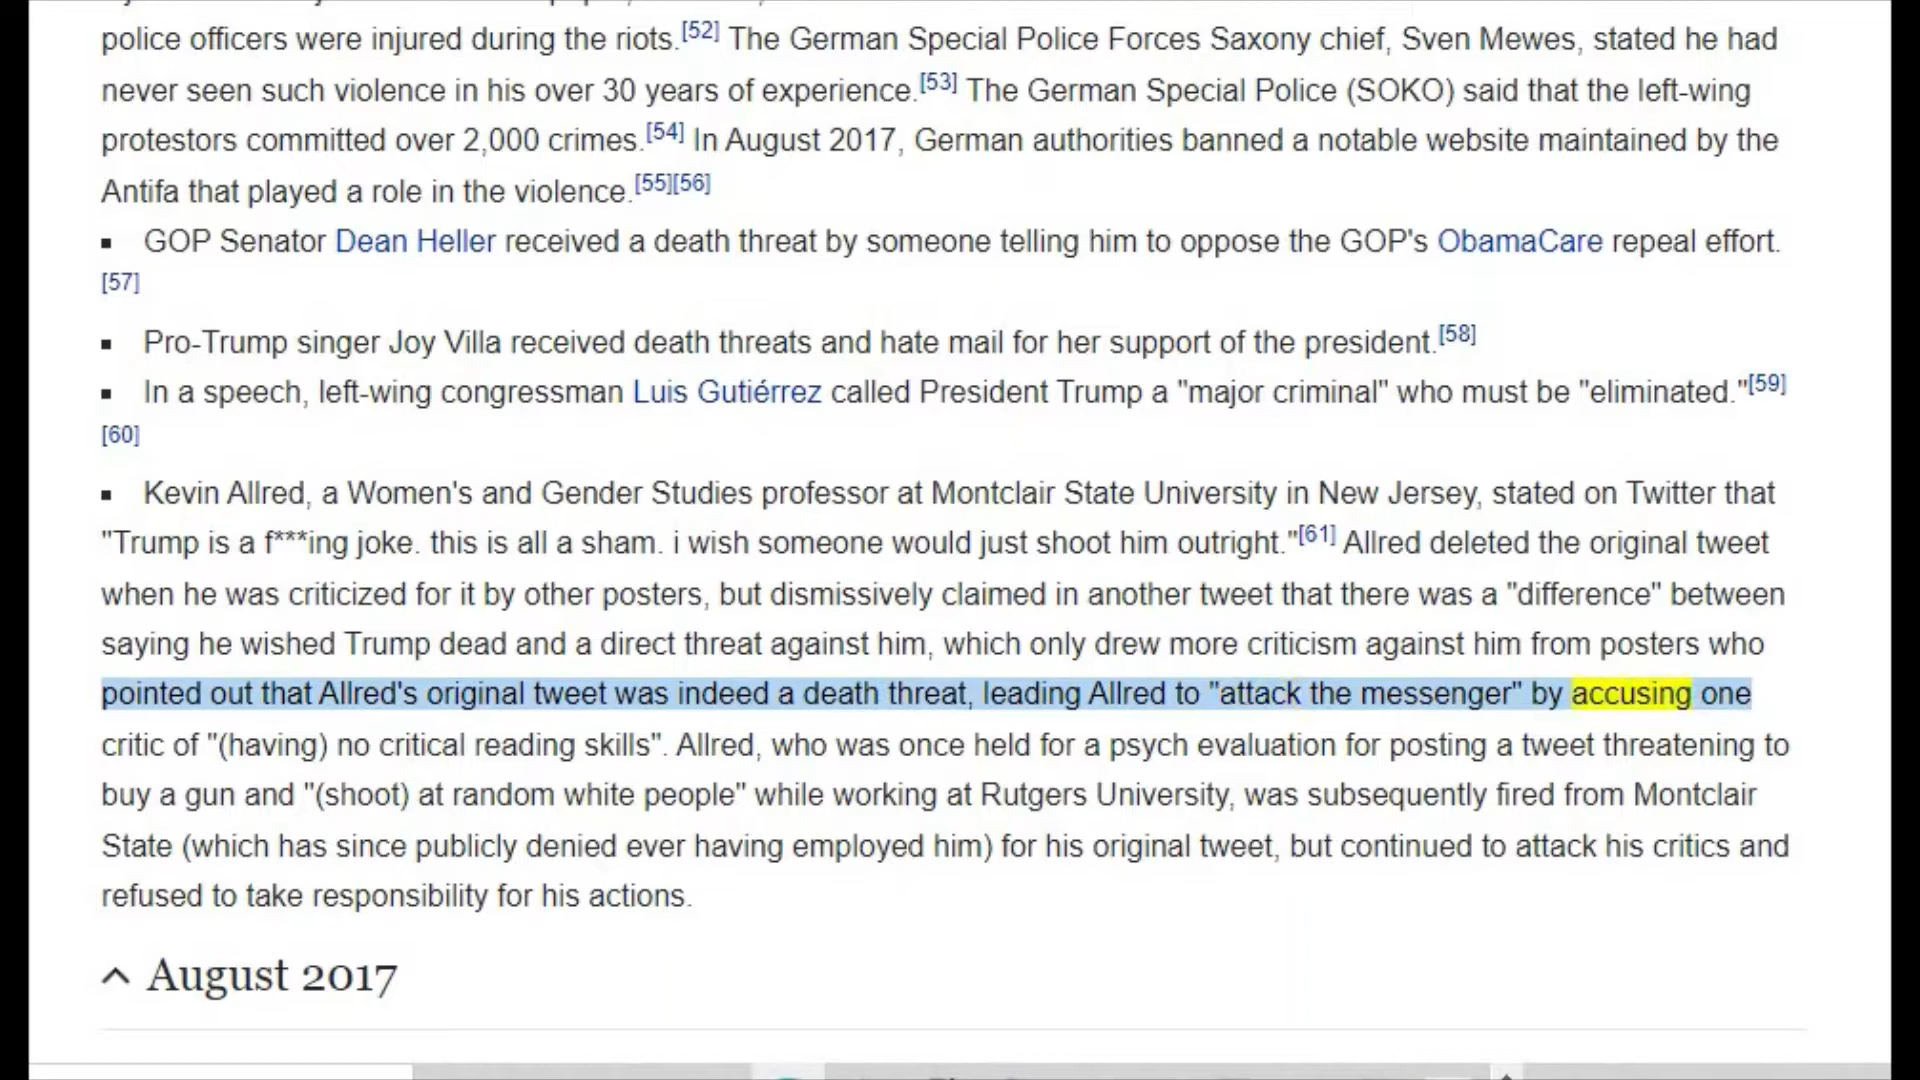 police officers were injured during the riots.[52] The German Special Police Forces Saxony chief, Sven Mewes, stated he had
never seen such violence in his over 30 years of experience.[53] The German Special Police (SOKO) said that the left-wing
protestors committed over 2,000 crimes.[54] In August 2017, German authorities banned a notable website maintained by the
Antifa that played a role in the violence.[55][56]
▪ GOP Senator Dean Heller received a death threat by someone telling him to oppose the GOP's ObamaCare repeal effort.
[57]
▪ Pro-Trump singer Joy Villa received death threats and hate mail for her support of the president.[58]
▪ In a speech, left-wing congressman Luis Gutiérrez called President Trump a "major criminal" who must be "eliminated."[59]
[60]
▪ Kevin Allred, a Women's and Gender Studies professor at Montclair State University in New Jersey, stated on Twitter that
"Trump is a f***ing joke. this is all a sham. i wish someone would just shoot him outright."[61] Allred deleted the original tweet
when he was criticized for it by other posters, but dismissively claimed in another tweet that there was a "difference" between
saying he wished Trump dead and a direct threat against him, which only drew more criticism against him from posters who
pointed out that Allred's original tweet was indeed a death threat, leading Allred to "attack the messenger" by accusing one
critic of "(having) no critical reading skills". Allred, who was once held for a psych evaluation for posting a tweet threatening to
buy a gun and "(shoot) at random white people" while working at Rutgers University, was subsequently fired from Montclair
State (which has since publicly denied ever having employed him) for his original tweet, but continued to attack his critics and
refused to take responsibility for his actions.
August 2017